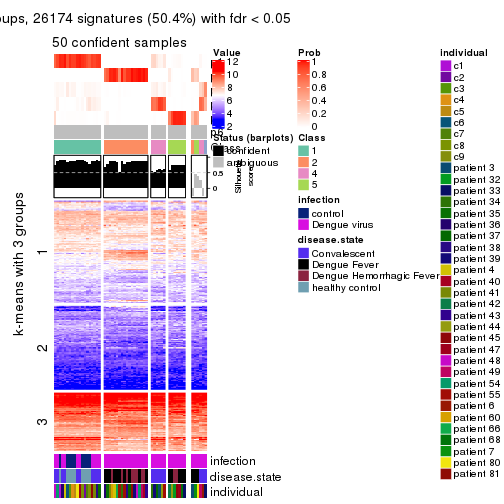 oups, 26174 signatures (50.4%) with fdr < 0.05
50 confident samples
k-means with 3 groups
1
2
3
Value
12
10
8
6
4
2
Status (barplots)
confident
ambiguous
0.5
0
Silhouette
score
Prob
1
0.8
0.6
0.4
0.2
0
Class
1
2
4
5
infection
control
Dengue virus
disease.state
Convalescent
Dengue Fever
Dengue Hemorrhagic Fever
healthy control
individual
c1
c2
c3
c4
c5
c6
c7
c8
c9
patient 3
patient 32
patient 33
patient 34
patient 35
patient 36
patient 37
patient 38
patient 39
patient 4
patient 40
patient 41
patient 42
patient 43
patient 44
patient 45
patient 47
patient 48
patient 49
patient 54
patient 55
patient 6
patient 60
patient 66
patient 68
patient 7
patient 80
patient 81
infection
disease.state
individual